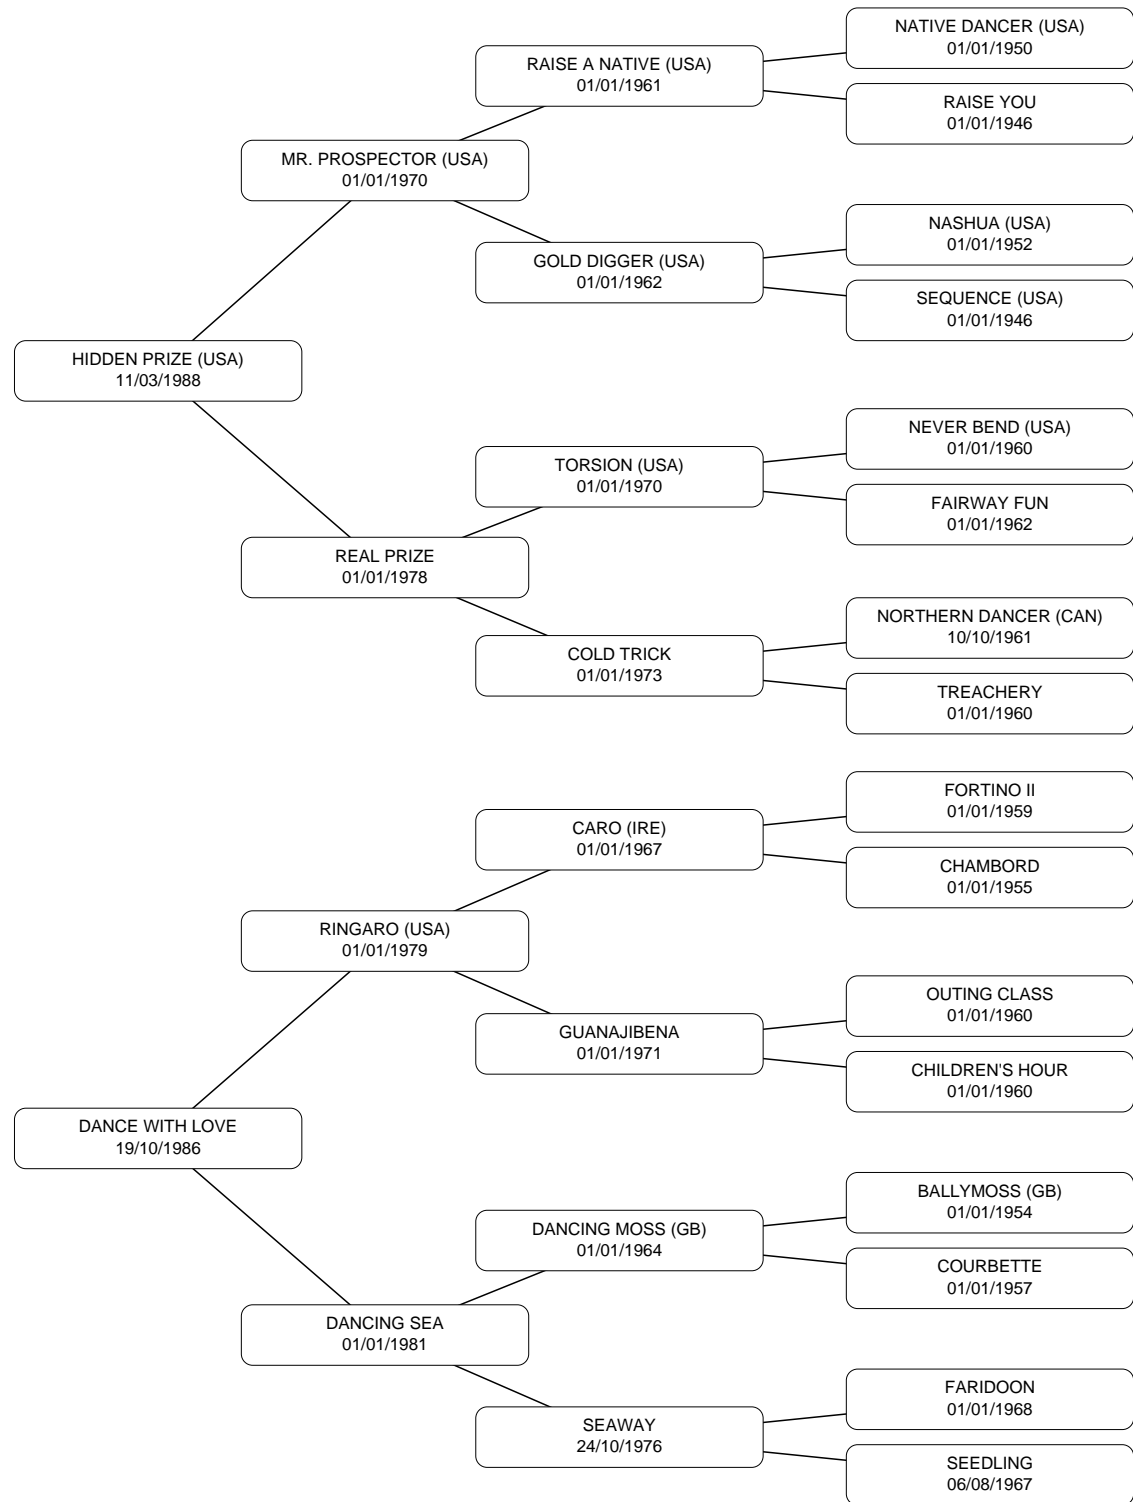 NATIVE DANCER (USA)
01/01/1950
RAISE A NATIVE (USA)
01/01/1961
RAISE YOU
01/01/1946
MR. PROSPECTOR (USA)
01/01/1970
NASHUA (USA)
01/01/1952
GOLD DIGGER (USA)
01/01/1962
SEQUENCE (USA)
01/01/1946
HIDDEN PRIZE (USA)
11/03/1988
NEVER BEND (USA)
01/01/1960
TORSION (USA)
01/01/1970
FAIRWAY FUN
01/01/1962
REAL PRIZE
01/01/1978
NORTHERN DANCER (CAN)
10/10/1961
COLD TRICK
01/01/1973
TREACHERY
01/01/1960
FORTINO II
01/01/1959
CARO (IRE)
01/01/1967
CHAMBORD
01/01/1955
RINGARO (USA)
01/01/1979
OUTING CLASS
01/01/1960
GUANAJIBENA
01/01/1971
CHILDREN'S HOUR
01/01/1960
DANCE WITH LOVE
19/10/1986
BALLYMOSS (GB)
01/01/1954
DANCING MOSS (GB)
01/01/1964
COURBETTE
01/01/1957
DANCING SEA
01/01/1981
FARIDOON
01/01/1968
SEAWAY
24/10/1976
SEEDLING
06/08/1967